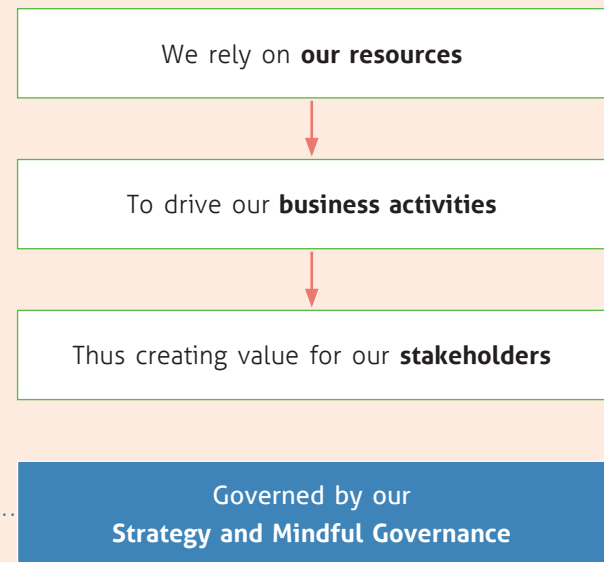 We rely on our resources
To drive our business activities
Thus creating value for our stakeholders
Governed by our
Strategy and Mindful Governance